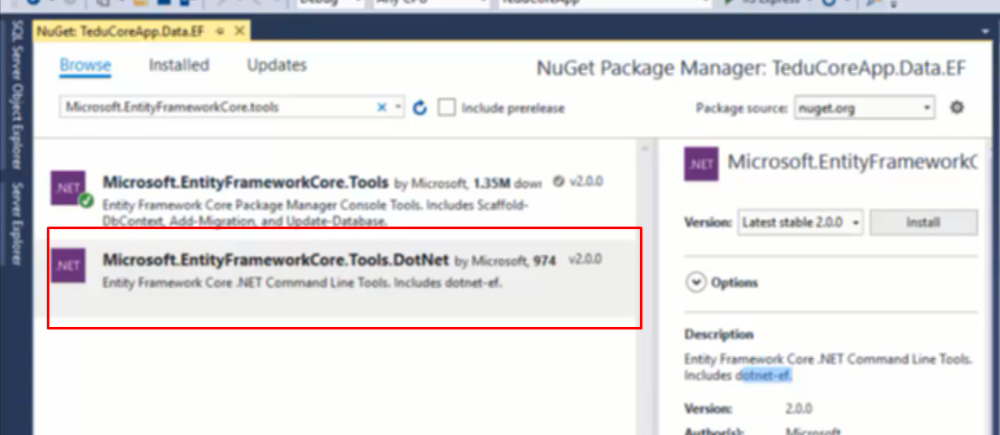 Debug
Any CPU
TeduCoreApp
IIS Express
SQL Server Object Explorer
Server Explorer
NuGet: TeduCoreApp.Data.EF
Browse
Installed
Updates
NuGet Package Manager: TeduCoreApp.Data.EF
Microsoft.EntityFrameworkCore.tools
Include prerelease
Package source: nuget.org
.NET
Microsoft.EntityFrameworkCore.Tools by Microsoft, 1.35M down v2.0.0
Entity Framework Core Package Manager Console Tools. Includes Scaffold-
DbContext, Add-Migration, and Update-Database.
.NET
Microsoft.EntityFrameworkCore.Tools.DotNet by Microsoft, 974 v2.0.0
Entity Framework Core .NET Command Line Tools. Includes dotnet-ef.
.NET
Microsoft.EntityFrameworkC
Version: Latest stable 2.0.0
Install
Options
Description
Entity Framework Core .NET Command Line Tools.
Includes dotnet-ef.
Version: 2.0.0
Author(s): Microsoft